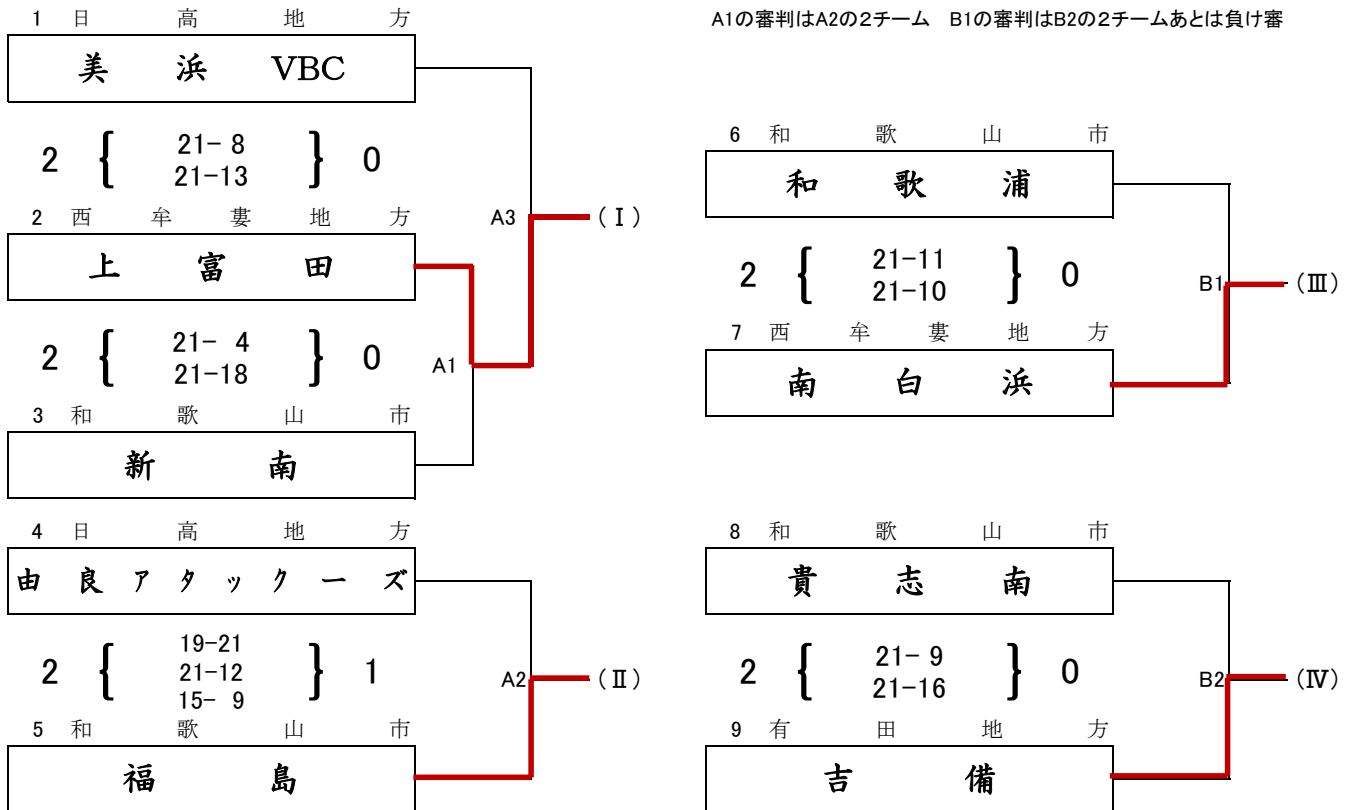 1 日高地方
美浜VBC
2 { 21- 8 } 0
21-13
2 西牟婁地方
上富田
2 { 21- 4 } 0
21-18
3 和歌山市
新南
A1
A3
(Ⅰ)
4 日高地方
由良アタックーズ
2 { 19-21 } 1
21-12
15- 9
5 和歌山市
福島
A2
(Ⅱ)
A1の審判はA2の2チーム B1の審判はB2の2チームあとは負け審
6 和歌山市
和歌浦
2 { 21-11 } 0
21-10
7 西牟婁地方
南白浜
B1
(Ⅲ)
8 和歌山市
貴志南
2 { 21- 9 } 0
21-16
9 有田地方
吉備
B2
(Ⅳ)